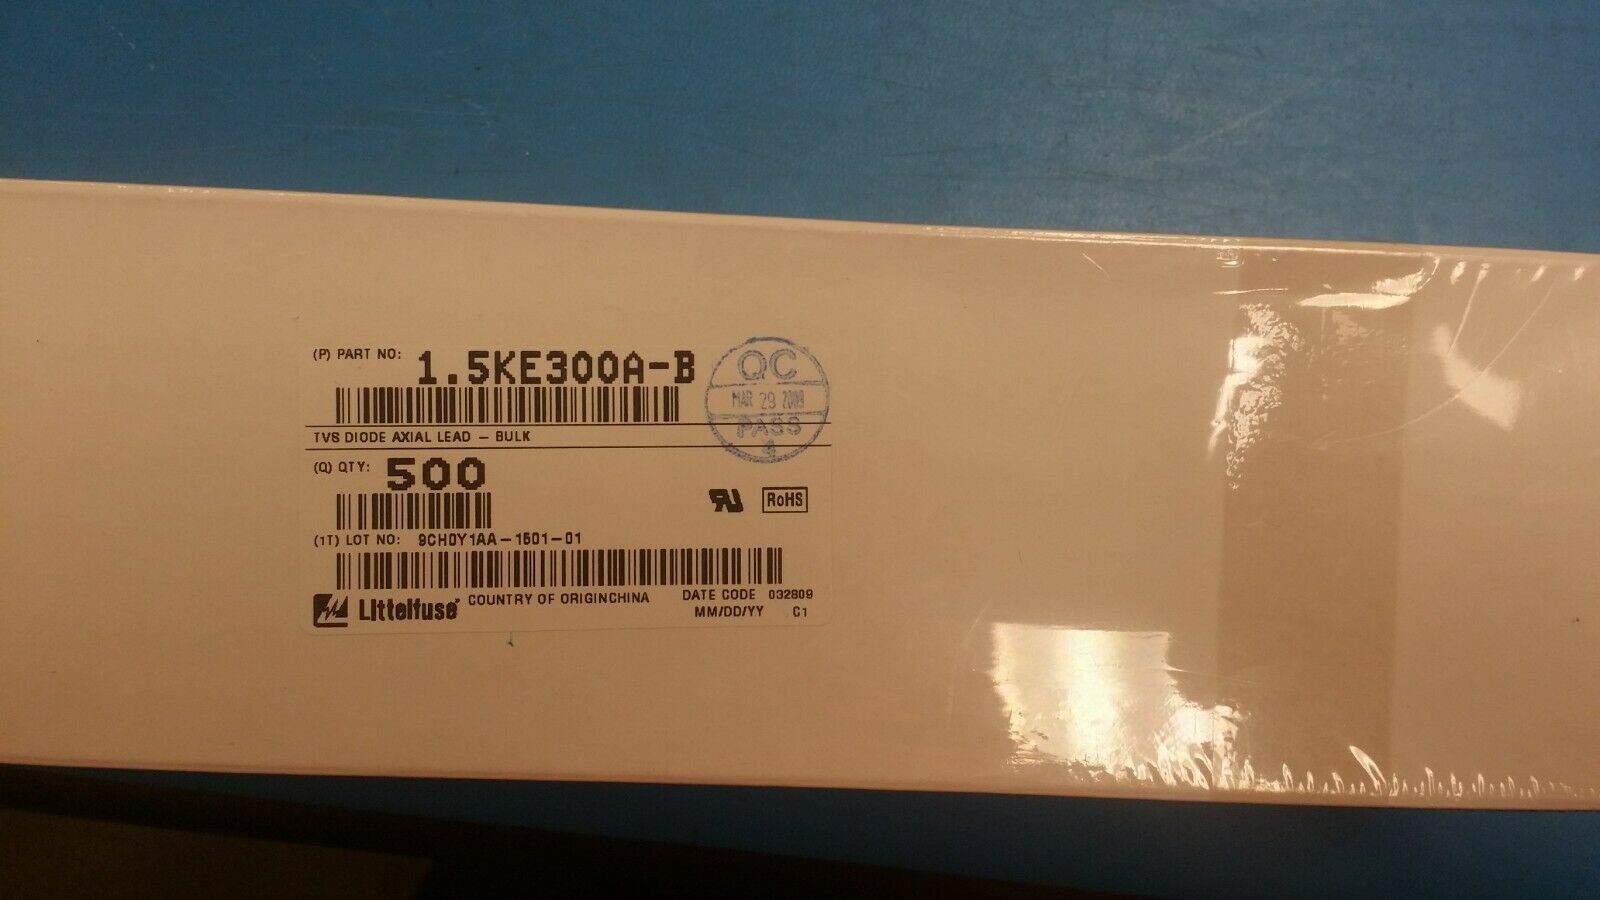 (P) PART NO: 1.5KE300A-B
QC
MAR 29 2009
PASS
TVS DIODE AXIAL LEAD - BULK
(Q) QTY: 500
RoHS
(1T) LOT NO: 9CH0Y1AA-1501-01
Littelfuse COUNTRY OF ORIGINCHINA DATE CODE 032809
MM/DD/YY C1